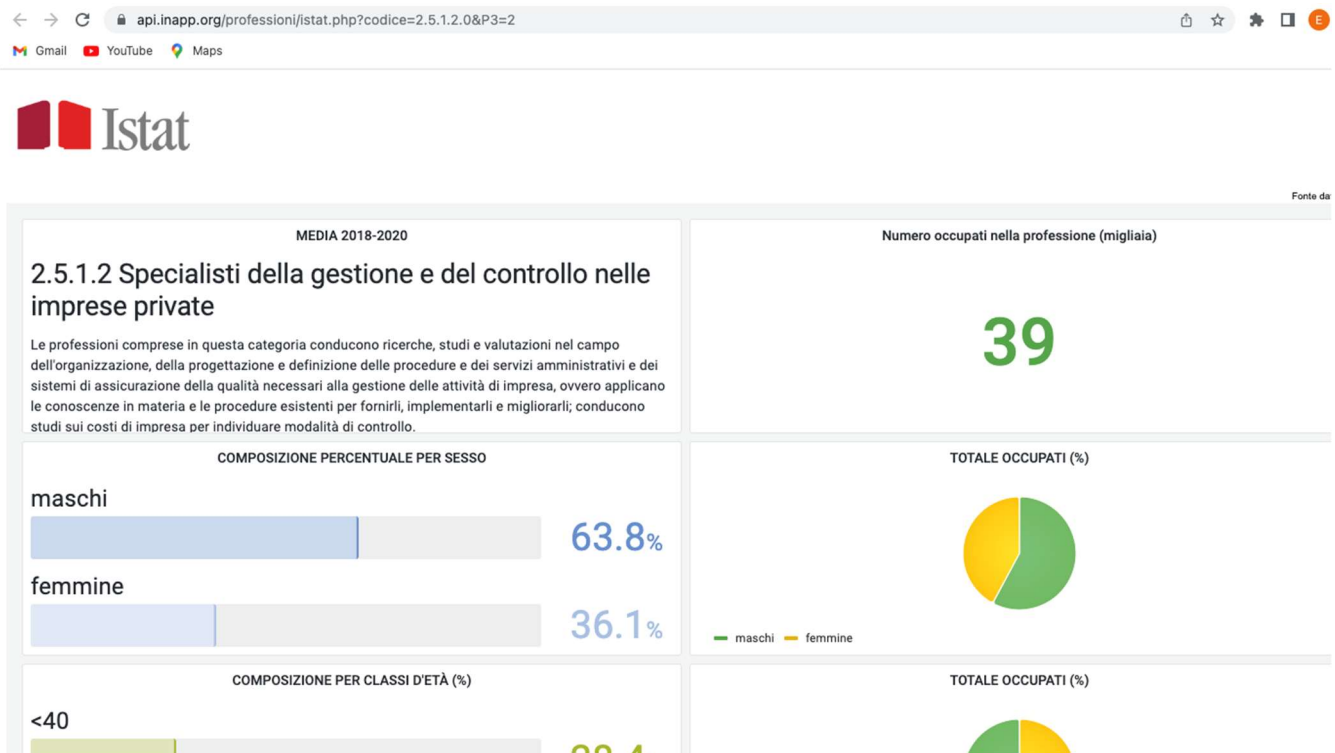 api.inapp.org/professioni/istat.php?codice=2.5.1.2.0&P3=2
E
Gmail YouTube Maps
Istat
Fonte da
MEDIA 2018-2020
2.5.1.2 Specialisti della gestione e del controllo nelle
imprese private
Le professioni comprese in questa categoria conducono ricerche, studi e valutazioni nel campo
dell'organizzazione, della progettazione e definizione delle procedure e dei servizi amministrativi e dei
sistemi di assicurazione della qualità necessari alla gestione delle attività di impresa, ovvero applicano
le conoscenze in materia e le procedure esistenti per fornirli, implementarli e migliorarli; conducono
studi sui costi di impresa per individuare modalità di controllo.
Numero occupati nella professione (migliaia)
39
COMPOSIZIONE PERCENTUALE PER SESSO
maschi
63.8%
femmine
36.1%
TOTALE OCCUPATI (%)
maschi femmine
COMPOSIZIONE PER CLASSI D'ETÀ (%)
<40
TOTALE OCCUPATI (%)